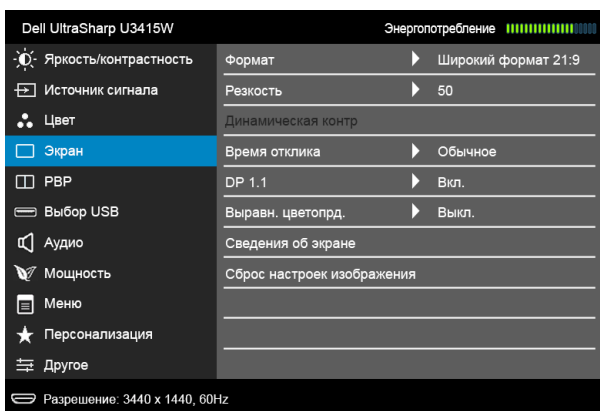 Dell UltraSharp U3415W Энергопотребление
Яркость/контрастность Формат Широкий формат 21:9
Источник сигнала Резкость 50
Цвет Динамическая контр
Экран Время отклика Обычное
PBP DP 1.1 Вкл.
Выбор USB Выравн. цветопрд. Выкл.
Аудио Сведения об экране
Мощность Сброс настроек изображения
Меню
Персонализация
Другое
Разрешение: 3440 x 1440, 60Hz